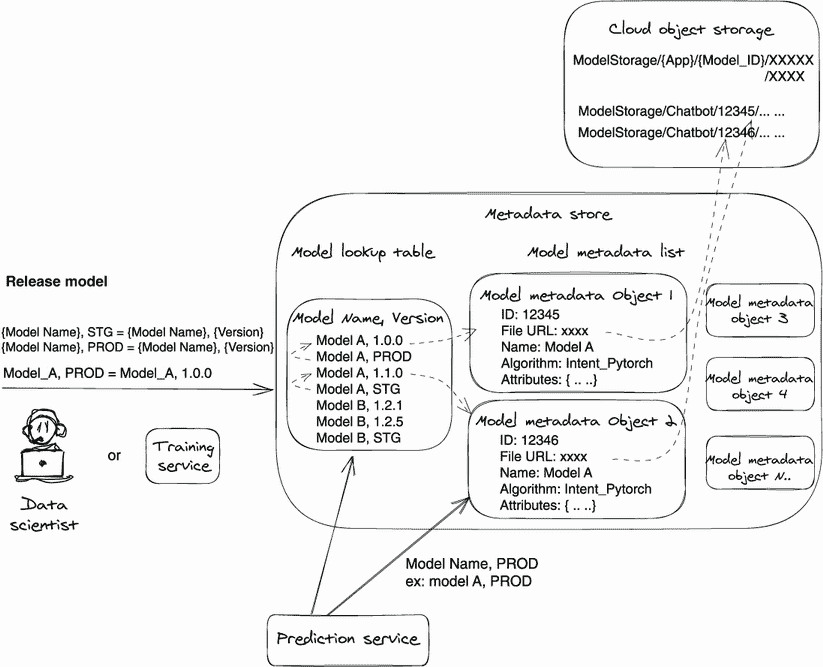 Cloud object storage
ModelStorage/{App}/{Model_ID}/XXXXX
/XXXX
ModelStorage/Chatbot/12345/... ...
ModelStorage/Chatbot/12346/... ...
Metadata store
Model lookup table
Model metadata list
Release model
{Model Name}, STG = {Model Name}, {Version}
{Model Name}, PROD = {Model Name}, {Version}
Model_A, PROD = Model_A, 1.0.0
Data
scientist
or
Training
service
Model Name, Version
Model A, 1.0.0
Model A, PROD
Model A, 1.1.0
Model A, STG
Model B, 1.2.1
Model B, 1.2.5
Model B, STG
Model metadata Object 1
ID: 12345
File URL: xxxx
Name: Model A
Algorithm: Intent_Pytorch
Attributes: { .. ..}
Model metadata Object 2
ID: 12346
File URL: xxxx
Name: Model A
Algorithm: Intent_Pytorch
Attributes: { .. ..}
Model metadata
object 3
Model metadata
object 4
Model metadata
object N..
Model Name, PROD
ex: model A, PROD
Prediction service